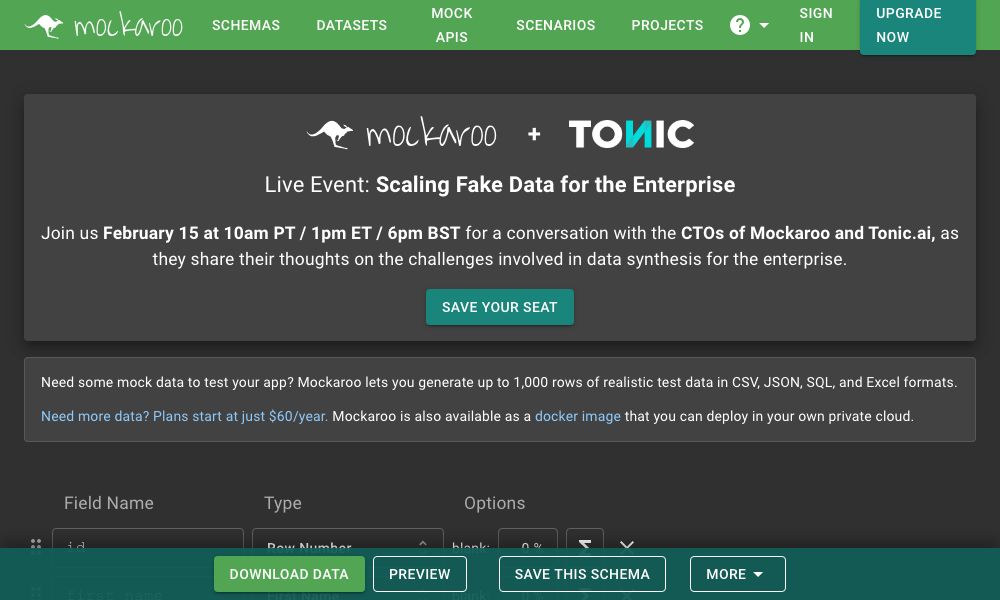 mockaroo
SCHEMAS
DATASETS
MOCK
APIS
SCENARIOS
PROJECTS
?
SIGN
IN
UPGRADE
NOW
mockaroo + TONIC
Live Event: Scaling Fake Data for the Enterprise
Join us February 15 at 10am PT / 1pm ET / 6pm BST for a conversation with the CTOs of Mockaroo and Tonic.ai, as
they share their thoughts on the challenges involved in data synthesis for the enterprise.
SAVE YOUR SEAT
Need some mock data to test your app? Mockaroo lets you generate up to 1,000 rows of realistic test data in CSV, JSON, SQL, and Excel formats.
Need more data? Plans start at just $60/year. Mockaroo is also available as a docker image that you can deploy in your own private cloud.
Field Name Type Options
id Row Number blank: 0 % Σ
DOWNLOAD DATA PREVIEW SAVE THIS SCHEMA MORE
first_name First Name blank: 0 %